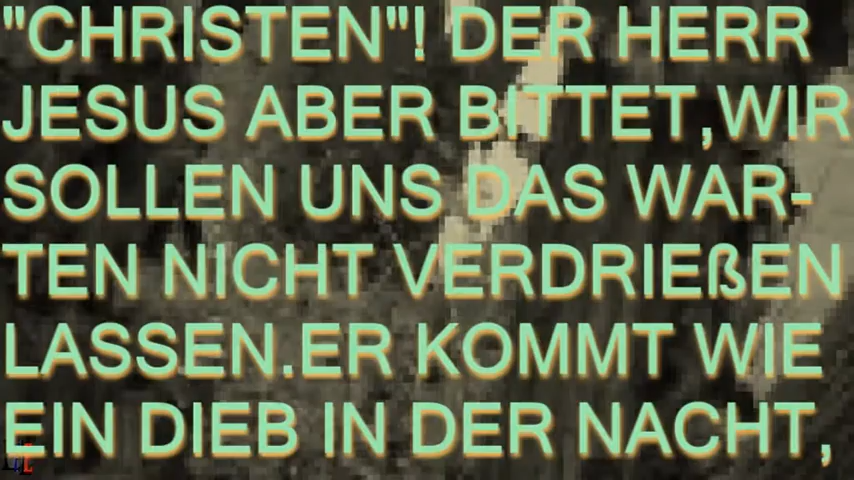 "CHRISTEN"! DER HERR
JESUS ABER BITTET,WIR
SOLLEN UNS DAS WAR-
TEN NICHT VERDRIEßEN
LASSEN.ER KOMMT WIE
EIN DIEB IN DER NACHT,